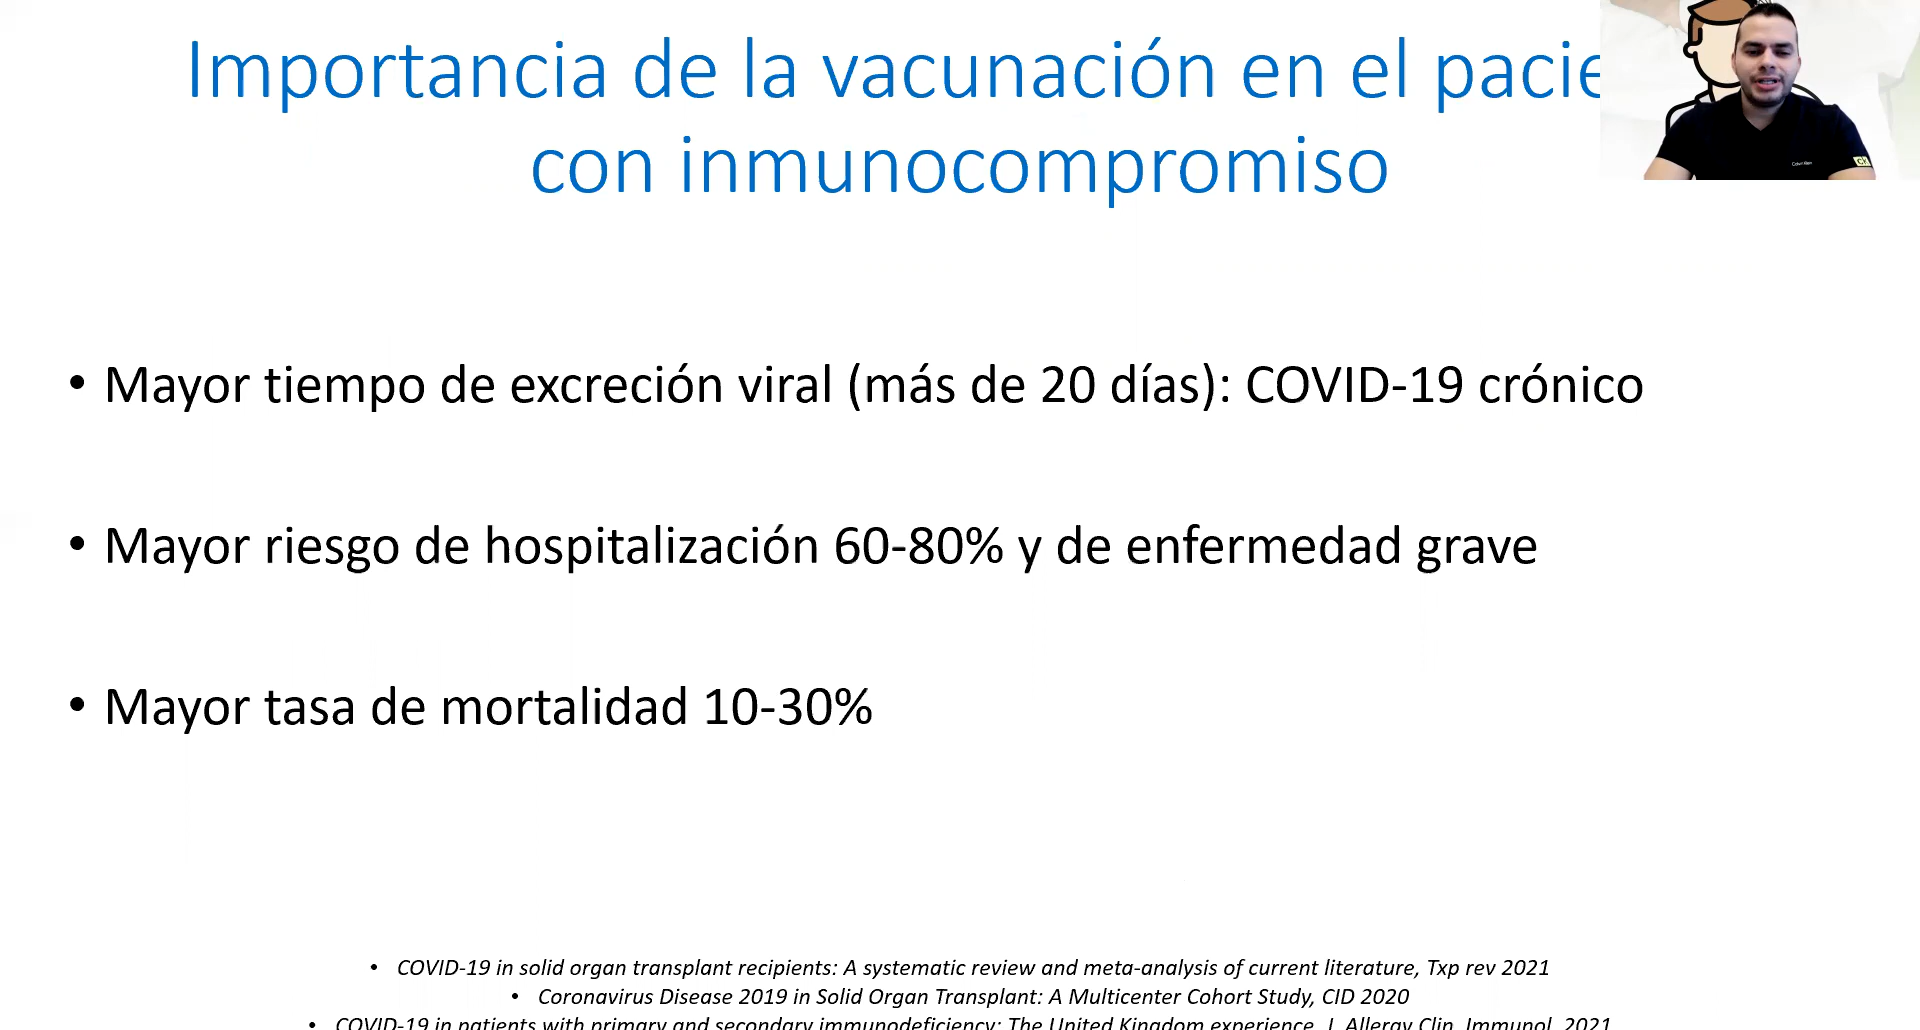 Importancia de la vacunación en el pacie
con inmunocompromiso
• Mayor tiempo de excreción viral (más de 20 días): COVID-19 crónico
• Mayor riesgo de hospitalización 60-80% y de enfermedad grave
• Mayor tasa de mortalidad 10-30%
• COVID-19 in solid organ transplant recipients: A systematic review and meta-analysis of current literature, Txp rev 2021
• Coronavirus Disease 2019 in Solid Organ Transplant: A Multicenter Cohort Study, CID 2020
• COVID-19 in patients with primary and secondary immunodeficiency: The United Kingdom experience, J. Allergy Clin. Immunol. 2021